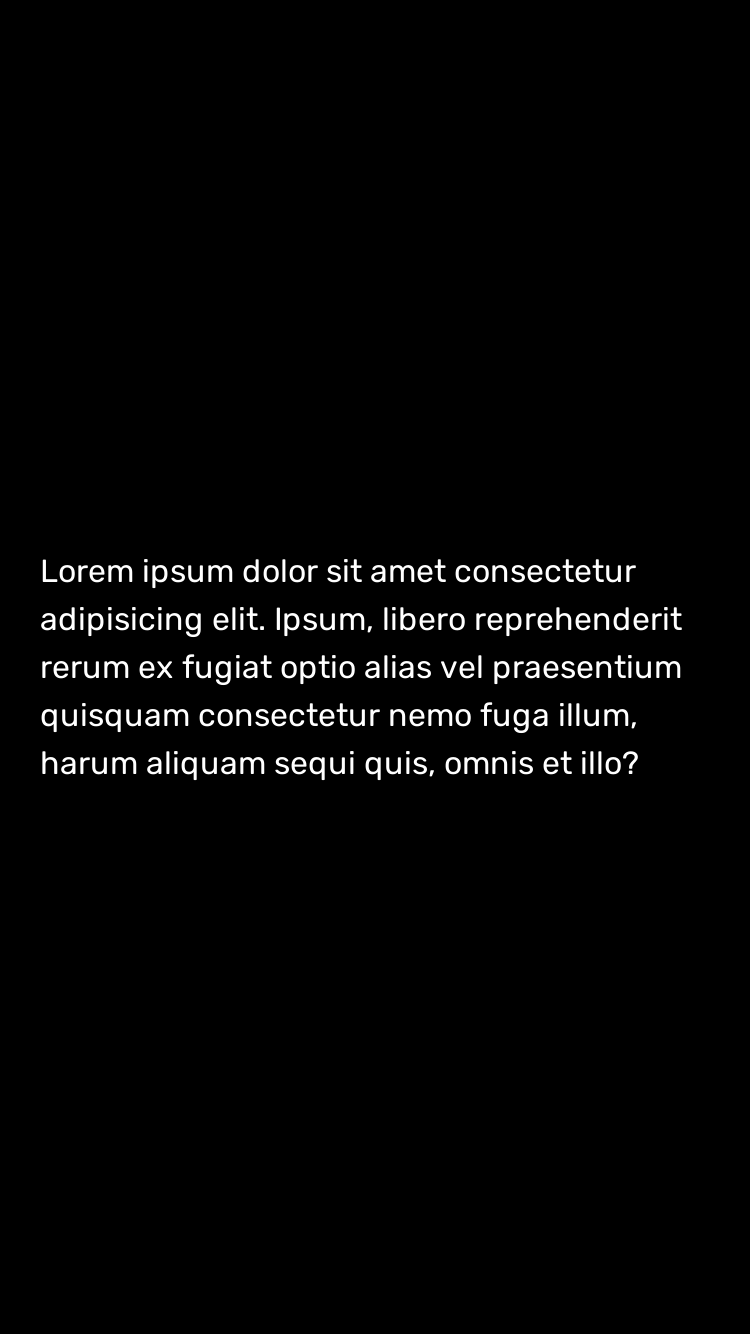 Lorem ipsum dolor sit amet consectetur
adipisicing elit. Ipsum, libero reprehenderit
rerum ex fugiat optio alias vel praesentium
quisquam consectetur nemo fuga illum,
harum aliquam sequi quis, omnis et illo?